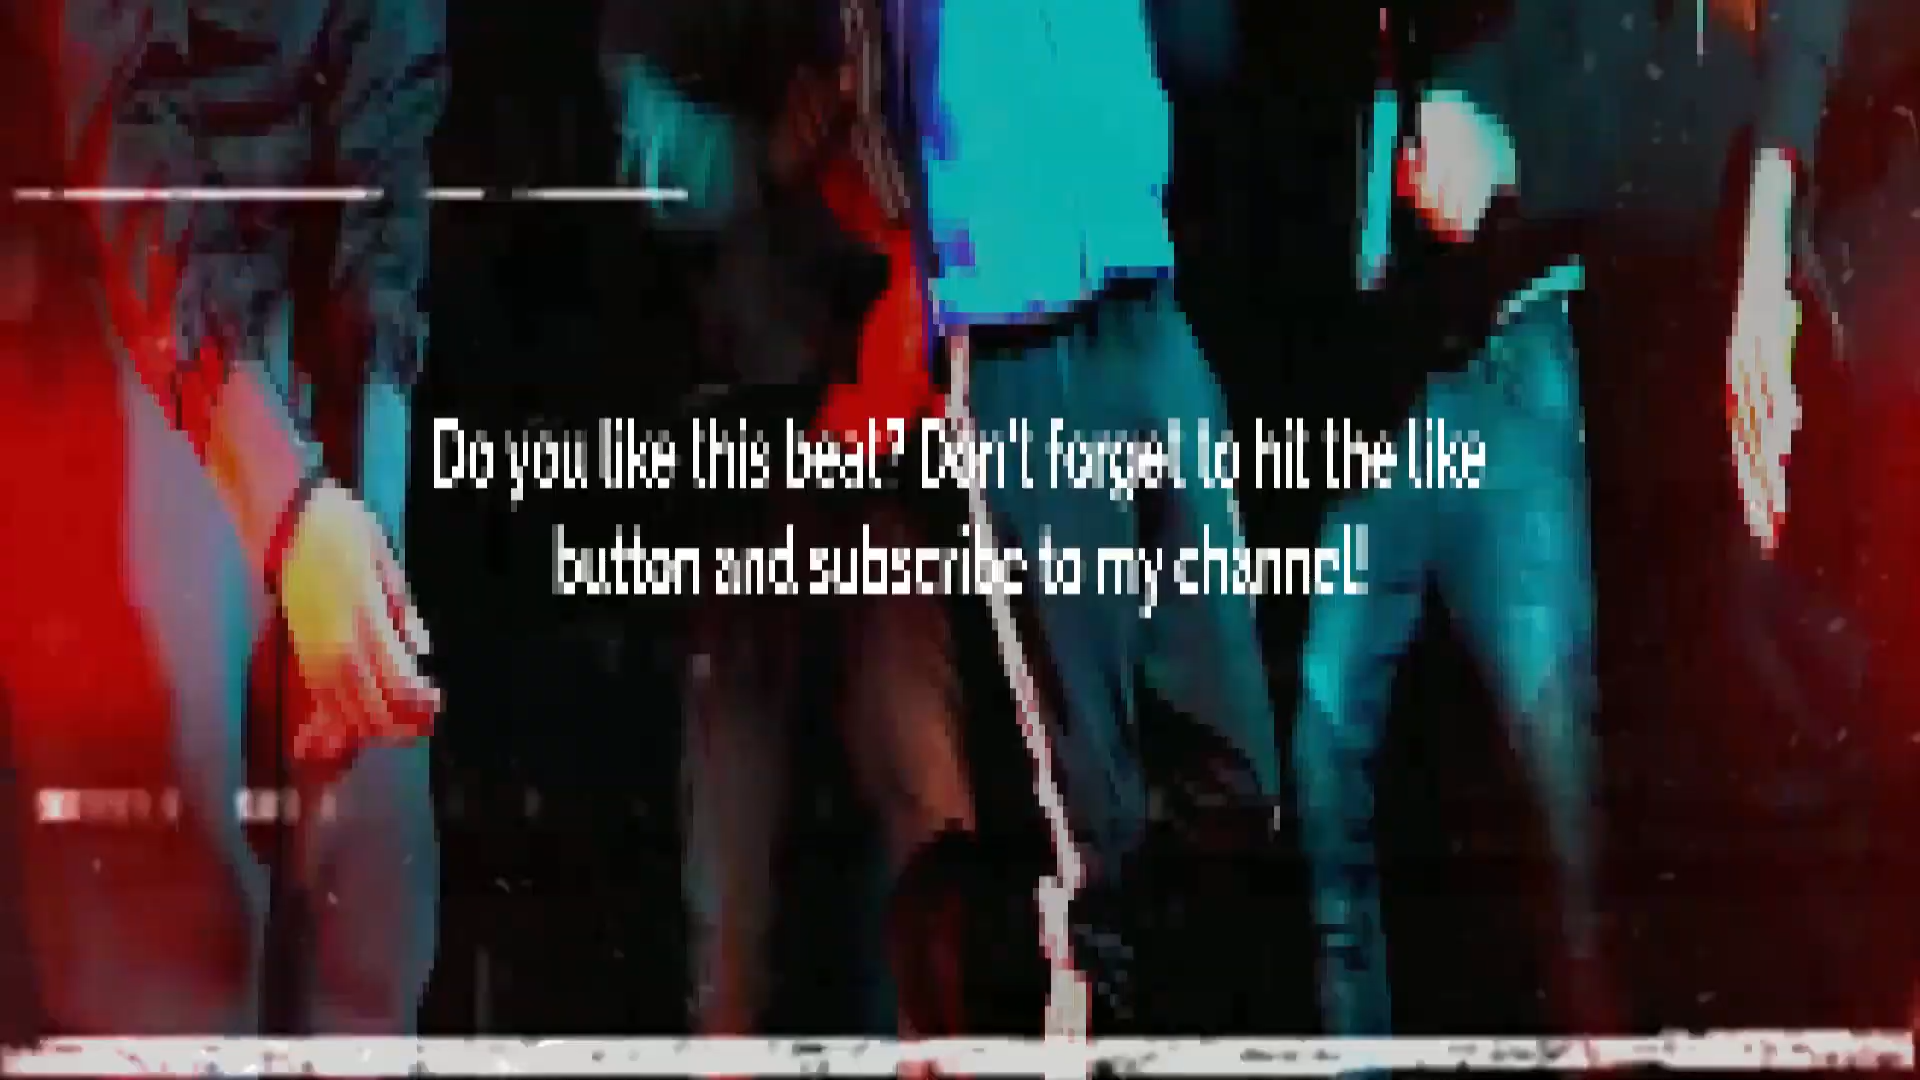 Do you like this beat? Don't forget to hit the like
button and subscribe to my channel!